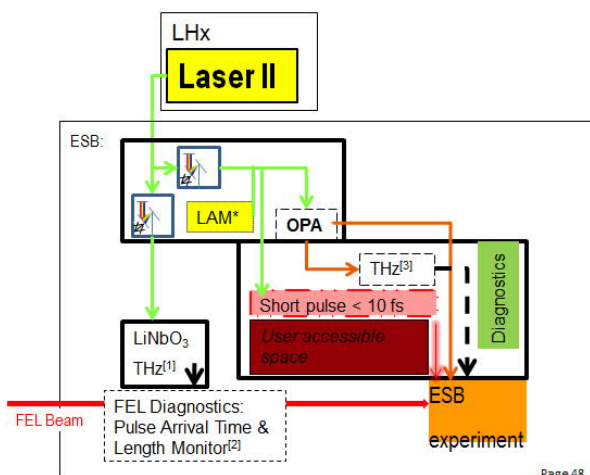 LHx
Laser II
ESB:
LAM*
OPA
THz[3]
Diagnostics
Short pulse < 10 fs
User accessible
space
LiNbO3
THz[1]
FEL Beam
FEL Diagnostics:
Pulse Arrival Time &
Length Monitor[2]
ESB
experiment
Page 48